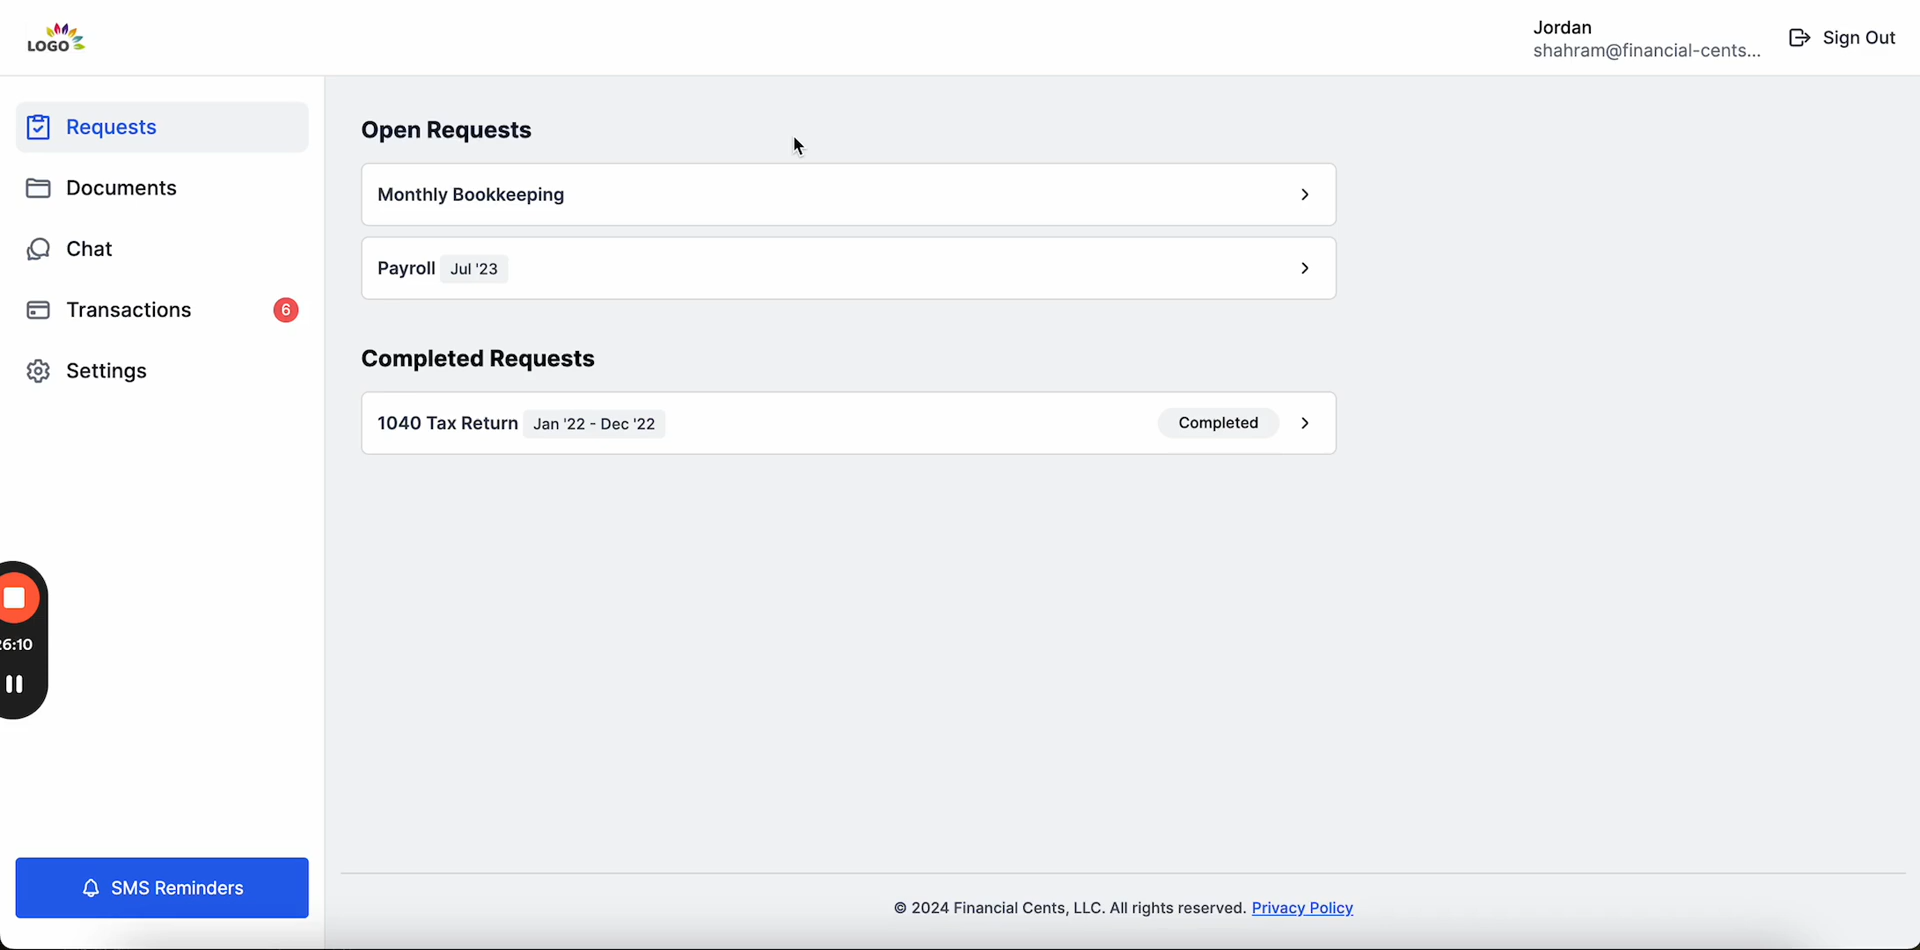 LOGO
Jordan
shahram@financial-cents...
Sign Out
Requests
Documents
Chat
Transactions
6
Settings
Open Requests
Monthly Bookkeeping
Payroll Jul '23
Completed Requests
1040 Tax Return Jan '22 - Dec '22 Completed
6:10
SMS Reminders
© 2024 Financial Cents, LLC. All rights reserved. Privacy Policy